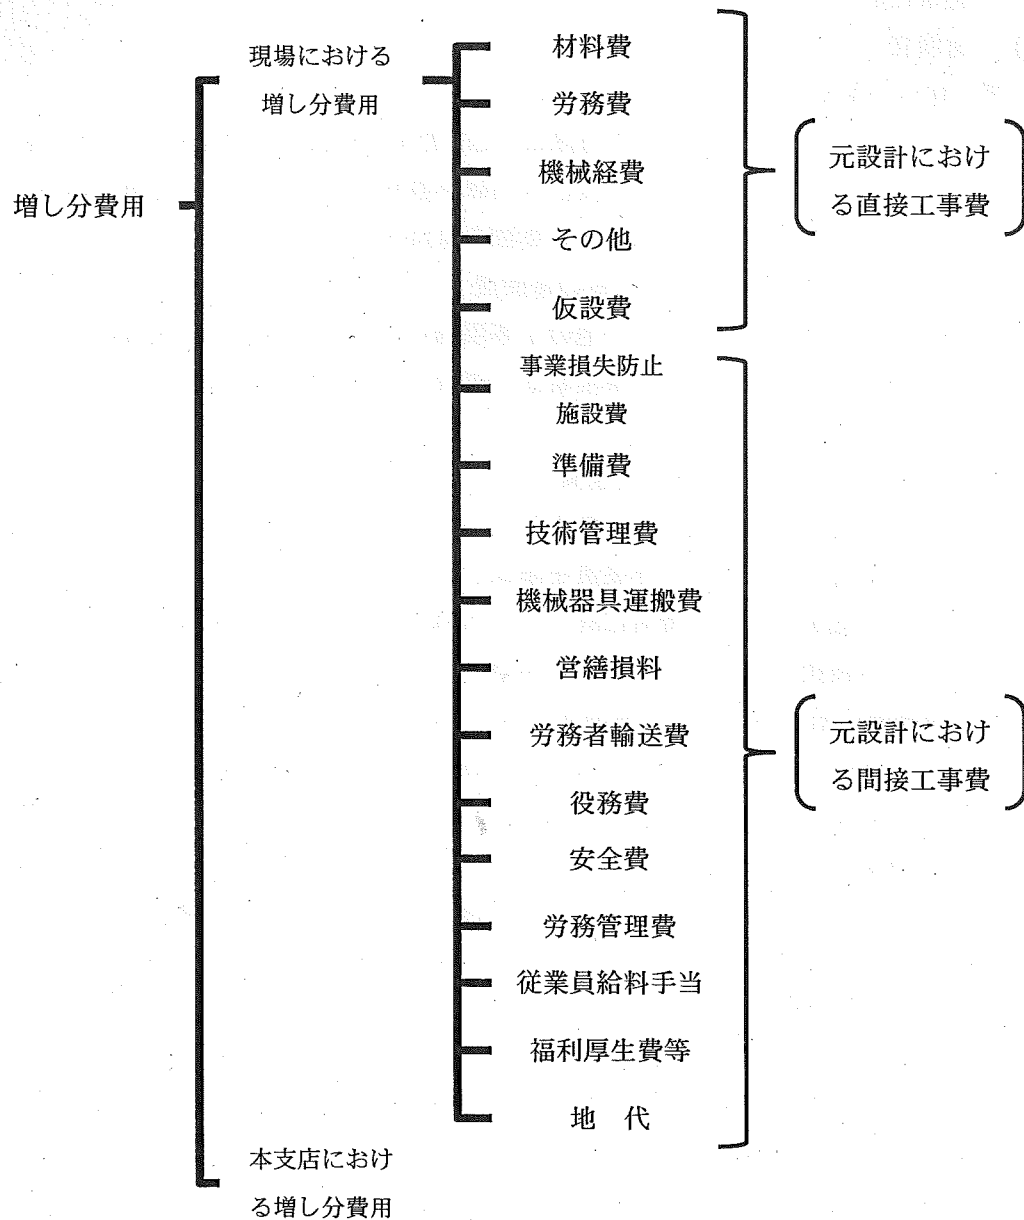 増し分費用
現場における
増し分費用
材料費
労務費
機械経費
その他
仮設費
元設計におけ
る直接工事費
事業損失防止
施設費
準備費
技術管理費
機械器具運搬費
営繕損料
労務者輸送費
役務費
安全費
労務管理費
従業員給料手当
福利厚生費等
地　代
元設計におけ
る間接工事費
本支店におけ
る増し分費用